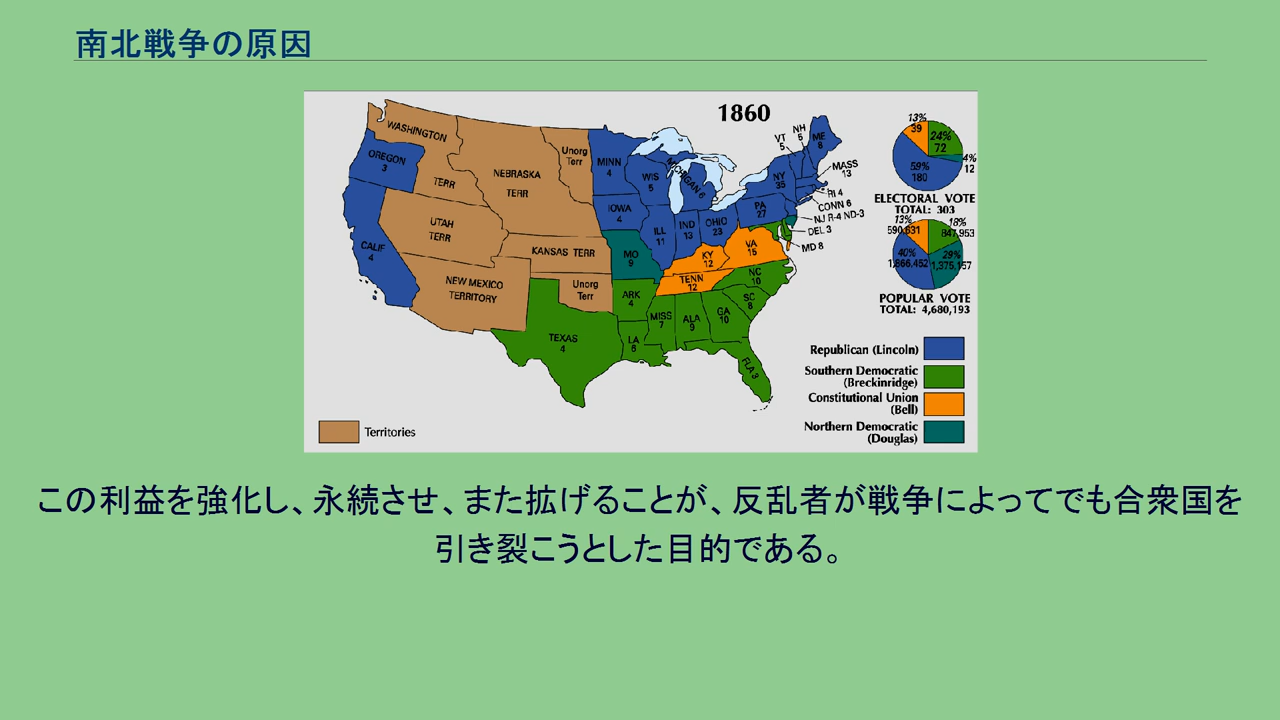 南北戦争の原因
1860
WASHINGTON
TERR
OREGON
3
CALIF
4
NEBRASKA
TERR
Unorg
Terr
UTAH
TERR
KANSAS TERR
NEW MEXICO
TERRITORY
Unorg
Terr
TEXAS
4
MINN
4
WIS
5
MICHIGAN 6
IOWA
4
ILL
11
IND
13
OHIO
23
MO
9
KY
12
VA
15
TENN
12
NC
10
SC
8
ARK
4
LA
6
MISS
7
ALA
9
GA
10
FLA 3
PA
27
NY
35
VT
5
NH
5
ME
8
MASS
13
RI 4
CONN 6
NJ R-4 ND-3
DEL 3
MD 8
13%
39
24%
72
4%
12
59%
180
ELECTORAL VOTE
TOTAL: 303
13%
590,631
18%
847,953
40%
1,866,452
29%
1,375,157
POPULAR VOTE
TOTAL: 4,680,193
Republican (Lincoln)
Southern Democratic
(Breckinridge)
Constitutional Union
(Bell)
Northern Democratic
(Douglas)
Territories
この利益を強化し、永続させ、また拡げることが、反乱者が戦争によってでも合衆国を
引き裂こうとした目的である。